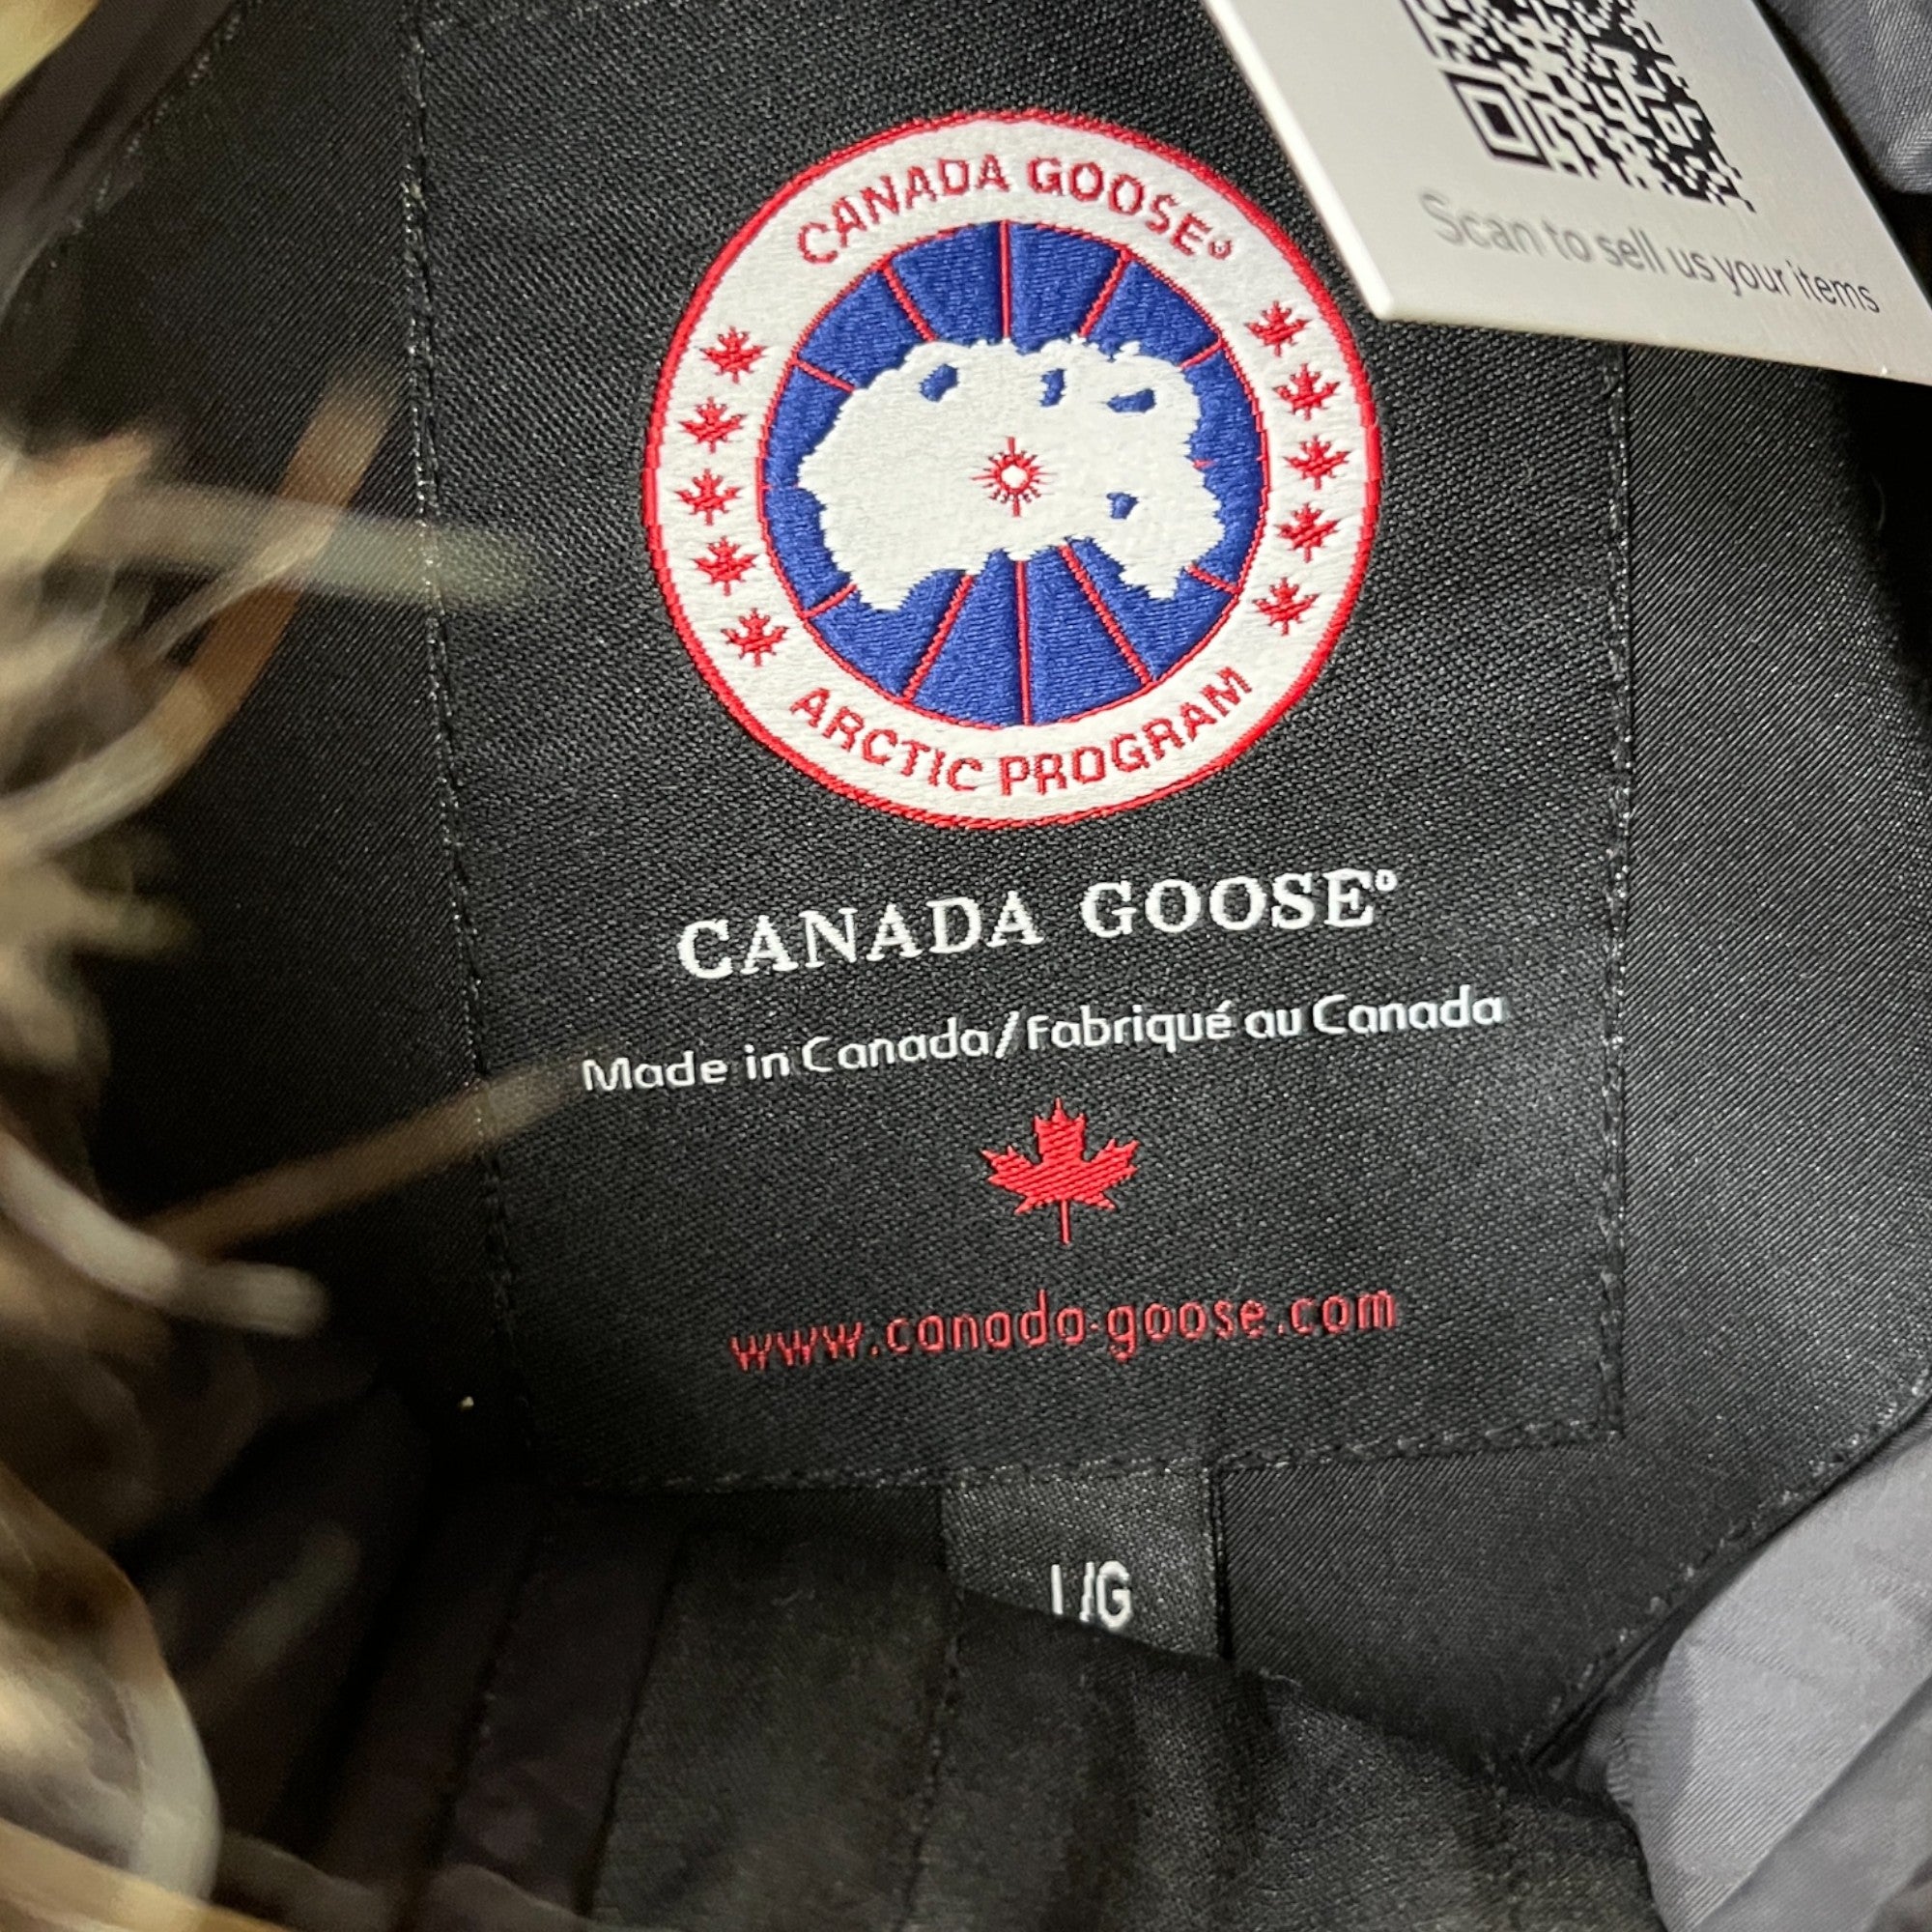 Scan to sell us your items
CANADA GOOSE®
ARCTIC PROGRAM
CANADA GOOSE®
Made in Canada/Fabriqué au Canada
www.canada-goose.com
L/G